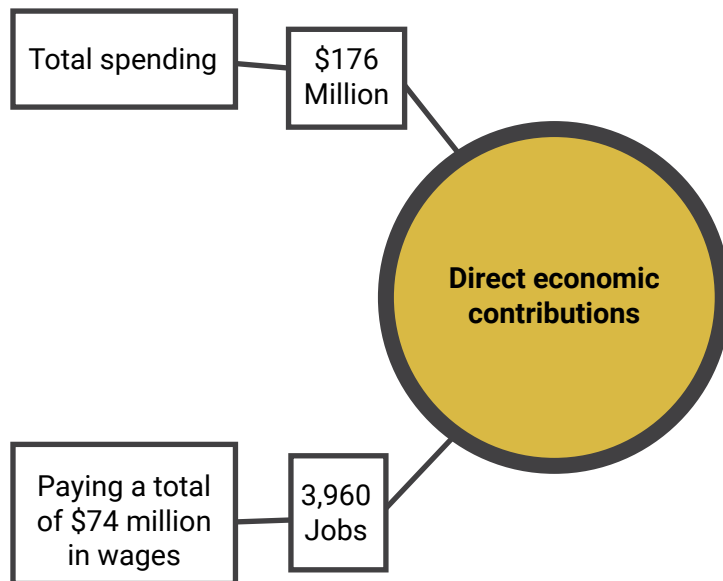 Total spending
$176
Million
Direct economic
contributions
Paying a total
of $74 million
in wages
3,960
Jobs